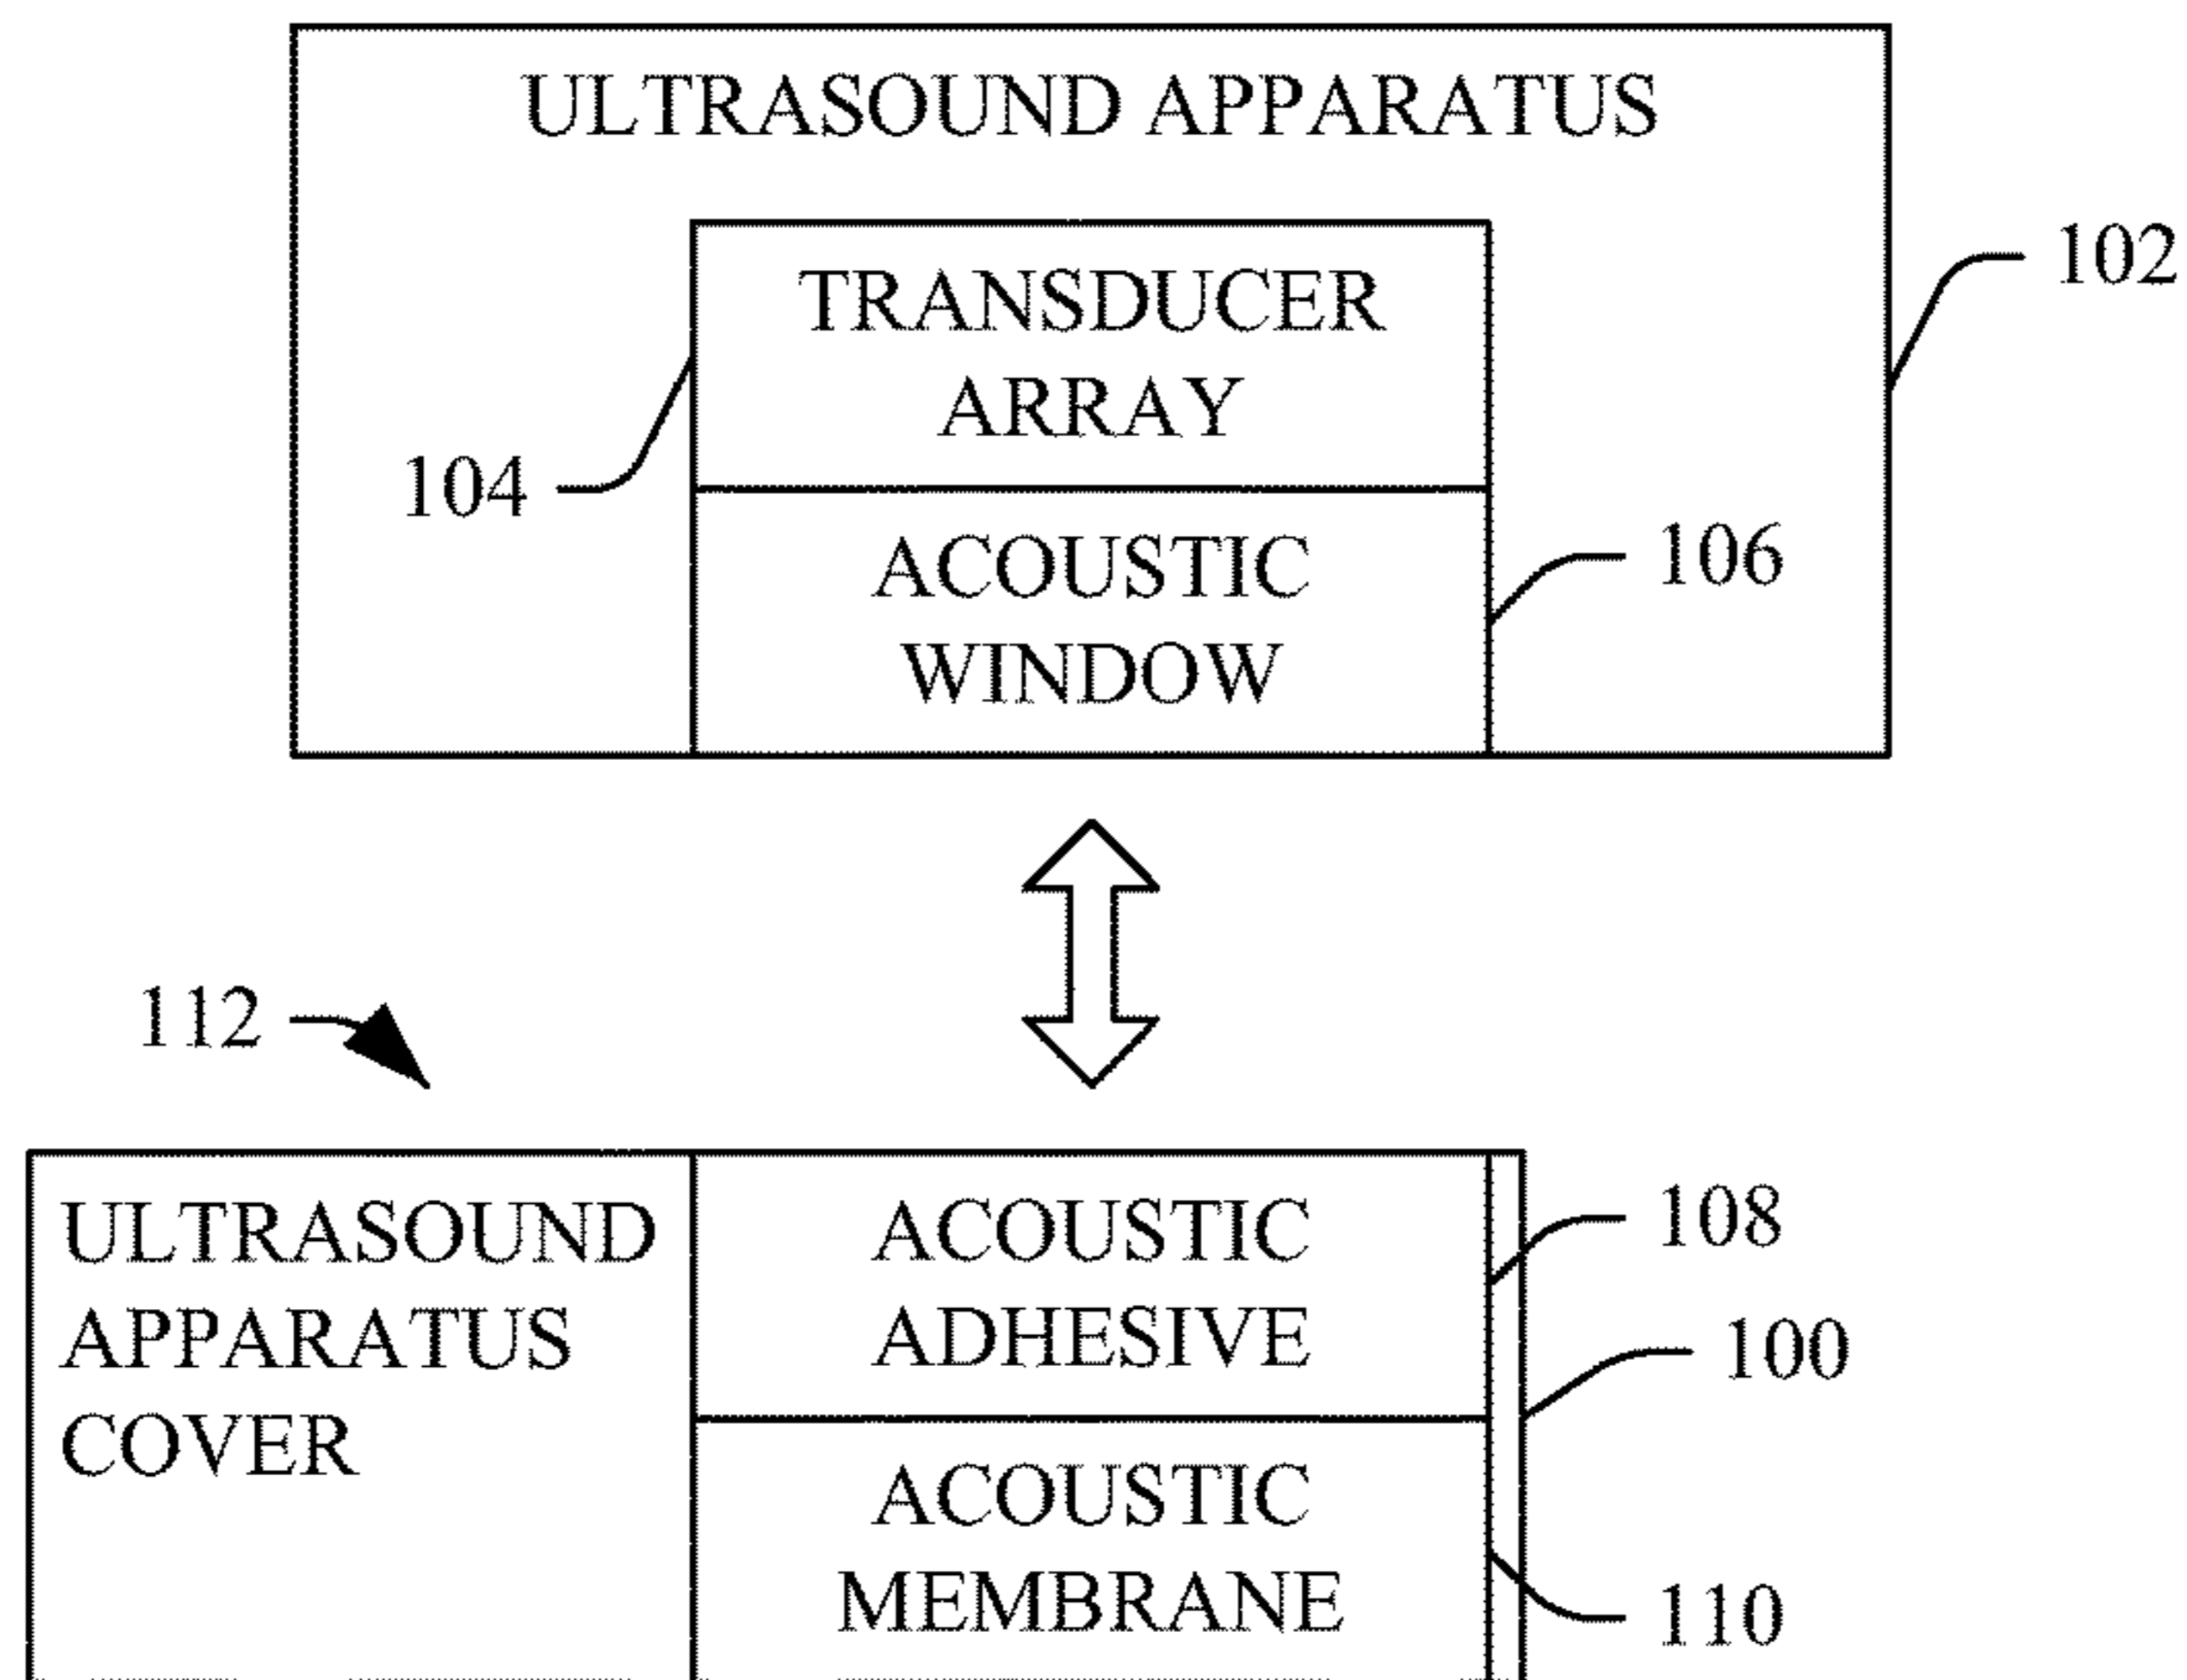 ULTRASOUND APPARATUS
TRANSDUCER
ARRAY
102
104
ACOUSTIC
WINDOW
106
112
ULTRASOUND
APPARATUS
COVER
ACOUSTIC
ADHESIVE
108
100
ACOUSTIC
MEMBRANE
110